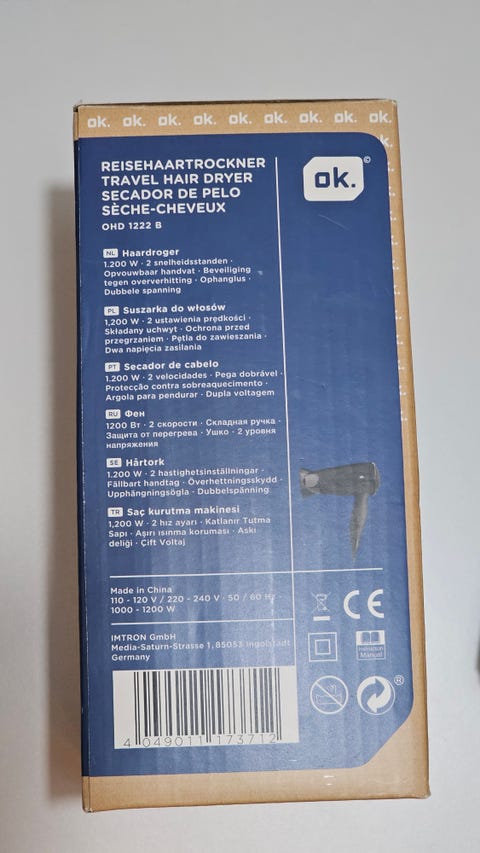 ok. ok. ok. ok. ok. ok. ok. ok. ok.
ok.
REISEHAARTROCKNER
TRAVEL HAIR DRYER
SECADOR DE PELO
SÈCHE-CHEVEUX
OHD 1222 B
ok.©
NL Haardroger
1.200 W · 2 snelheidsstanden ·
Opvouwbaar handvat · Beveiliging
tegen oververhitting · Ophanglus ·
Dubbele spanning
PL Suszarka do włosów
1,200 W · 2 ustawienia prędkości ·
Składany uchwyt · Ochrona przed
przegrzaniem · Pętla do zawieszania ·
Dwa napięcia zasilania
PT Secador de cabelo
1.200 W · 2 velocidades · Pega dobrável ·
Protecção contra sobreaquecimento ·
Argola para pendurar · Dupla voltagem
RU Фен
1200 Вт · 2 скорости · Складная ручка ·
Защита от перегрева · Ушко · 2 уровня
напряжения
SE Hårtork
1.200 W · 2 hastighetsinställningar ·
Fällbart handtag · Överhettningsskydd ·
Upphängningsögla · Dubbelspänning
TR Saç kurutma makinesi
1,200 W · 2 hız ayarı · Katlanır Tutma
Sapı · Aşırı ısınma koruması · Askı
deliği · Çift Voltaj
Made in China
110 - 120 V / 220 - 240 V · 50 / 60 Hz ·
1000 - 1200 W
CE
IMTRON GmbH
Media-Saturn-Strasse 1, 85053 Ingolstadt
Germany
Instruction
Manual
®
4 049011 173712